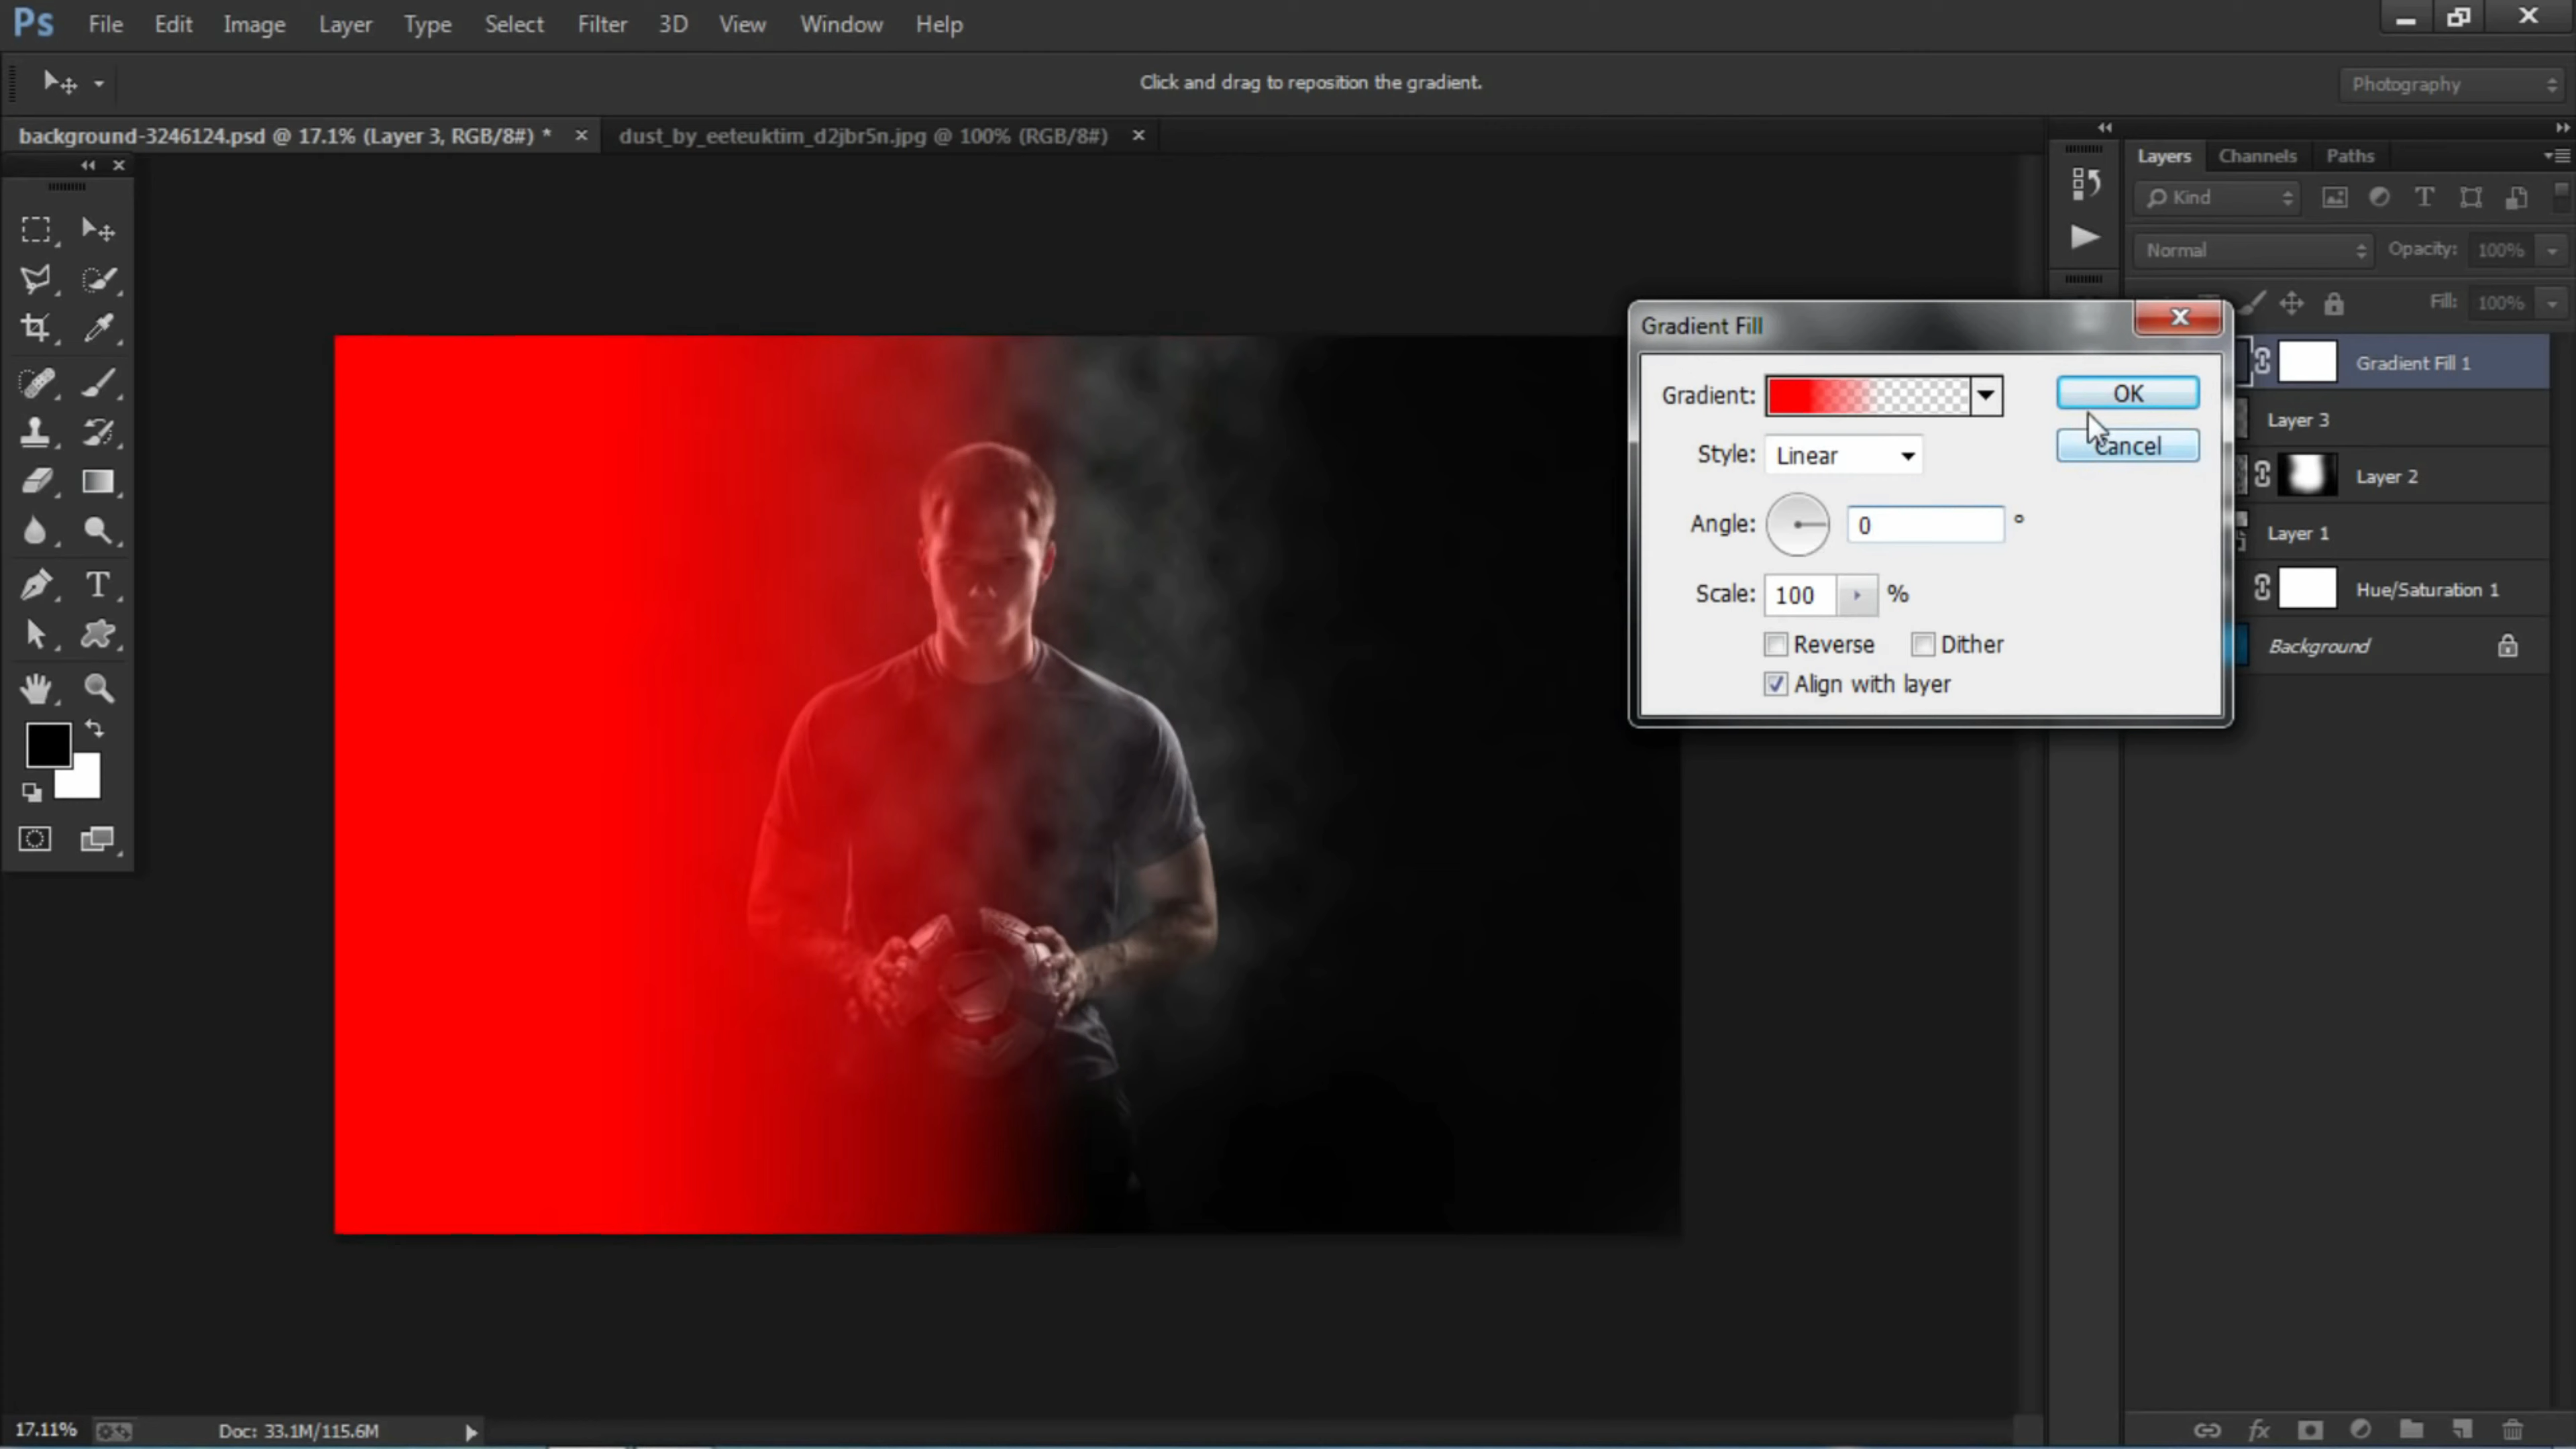 Ps File Edit Image Layer Type Select Filter 3D View Window Help
Click and drag to reposition the gradient.
Photography
background-3246124.psd @ 17.1% (Layer 3, RGB/8#) *
dust_by_eeteuktim_d2jbr5n.jpg @ 100% (RGB/8#)
Layers Channels Paths
Kind
Normal Opacity: 100%
Fill: 100%
Gradient Fill
Gradient: OK
Cancel
Style: Linear
Angle: 0 °
Scale: 100 %
Reverse Dither
Align with layer
Gradient Fill 1
Layer 3
Layer 2
Layer 1
Hue/Saturation 1
Background
17.11% Doc: 33.1M/115.6M